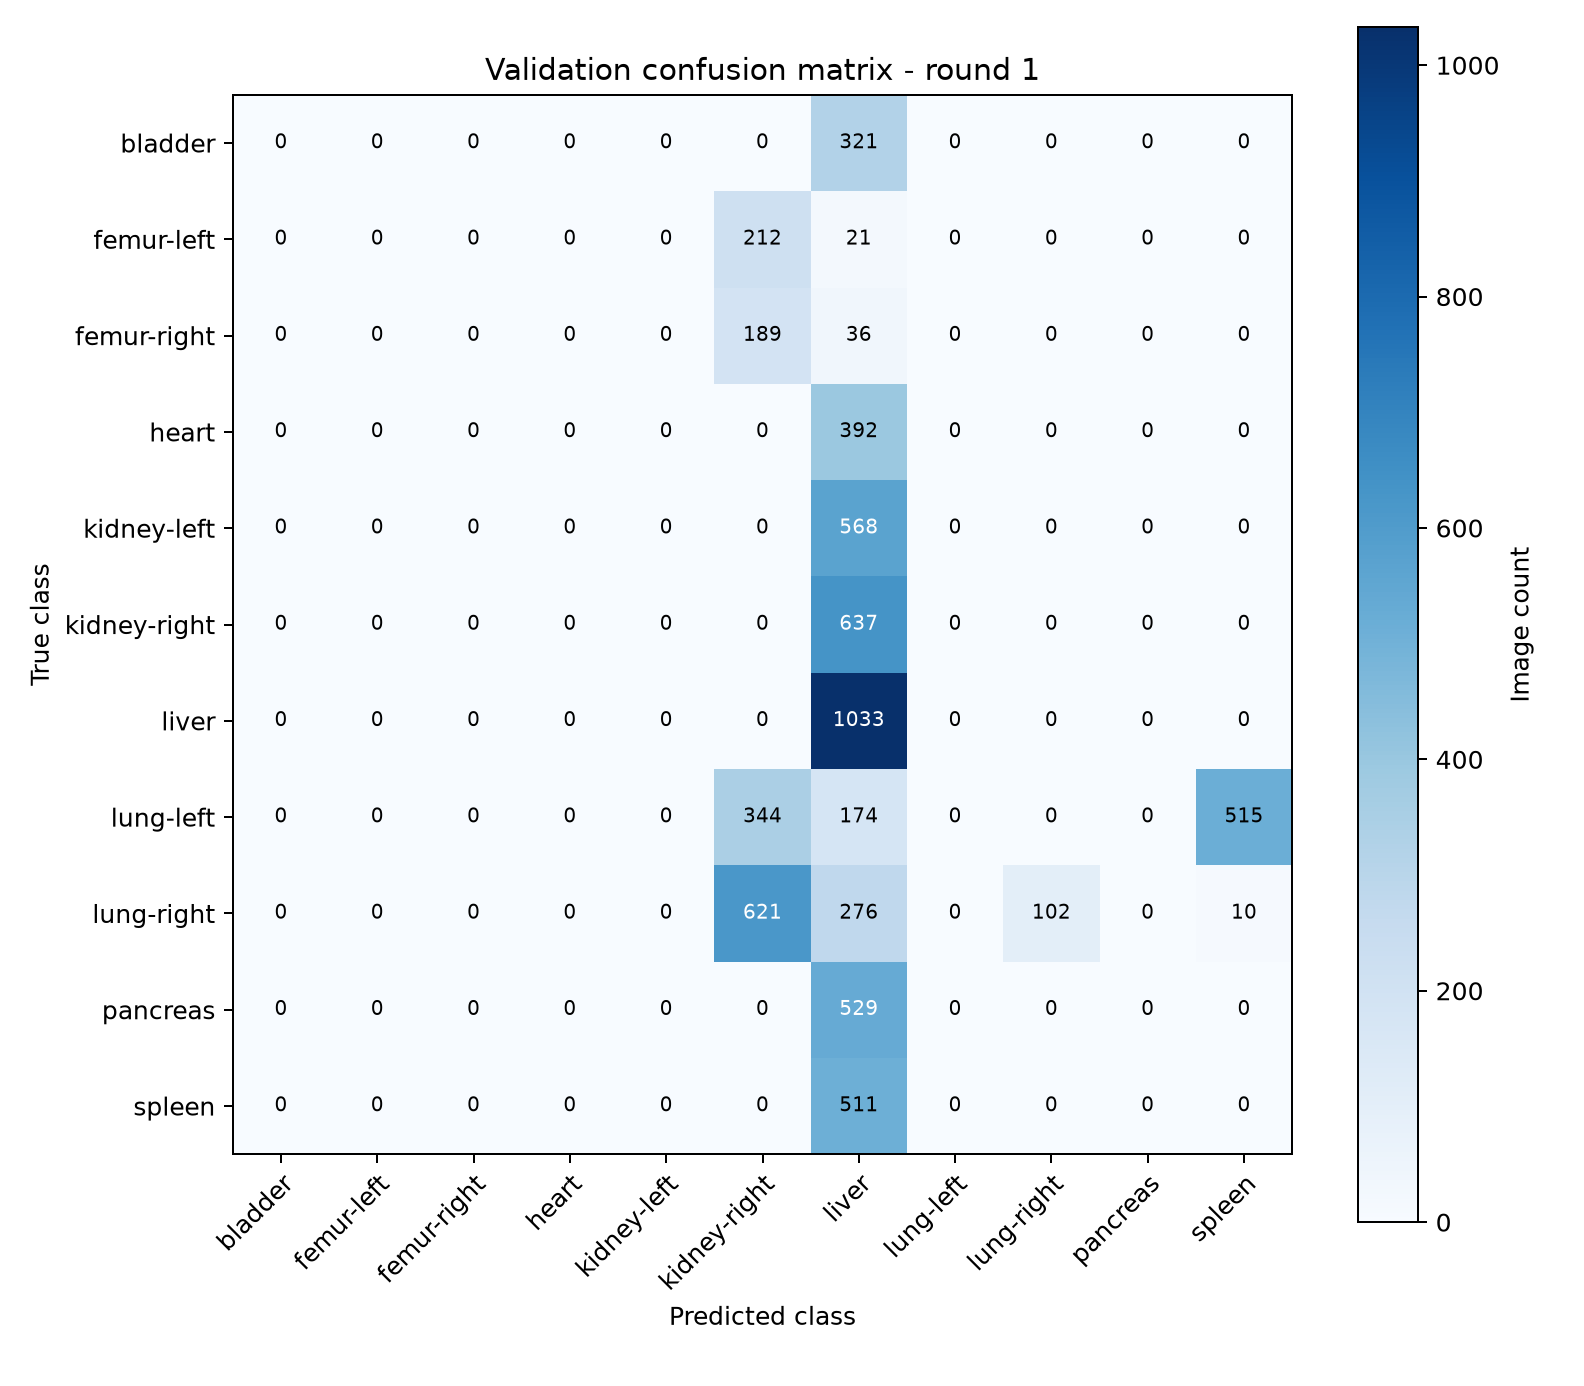 Validation confusion matrix - round 1
True class
bladder 0 0 0 0 0 0 321 0 0 0 0
femur-left 0 0 0 0 0 212 21 0 0 0 0
femur-right 0 0 0 0 0 189 36 0 0 0 0
heart 0 0 0 0 0 0 392 0 0 0 0
kidney-left 0 0 0 0 0 0 568 0 0 0 0
kidney-right 0 0 0 0 0 0 637 0 0 0 0
liver 0 0 0 0 0 0 1033 0 0 0 0
lung-left 0 0 0 0 0 344 174 0 0 0 515
lung-right 0 0 0 0 0 621 276 0 102 0 10
pancreas 0 0 0 0 0 0 529 0 0 0 0
spleen 0 0 0 0 0 0 511 0 0 0 0
bladder femur-left femur-right heart kidney-left kidney-right liver lung-left lung-right pancreas spleen
Predicted class
1000
800
600
400
200
0
Image count